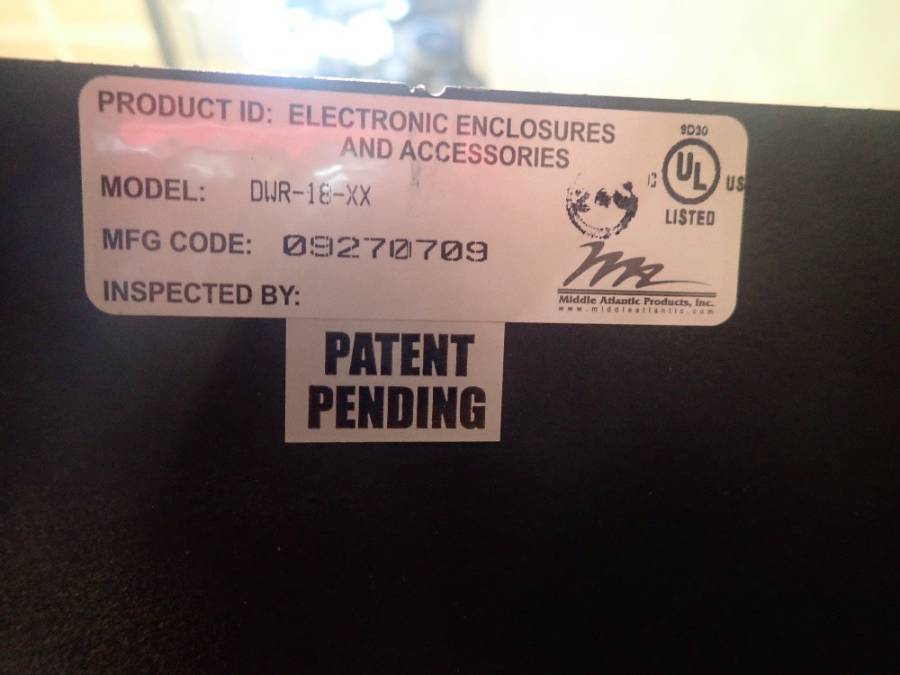 PRODUCT ID: ELECTRONIC ENCLOSURES
AND ACCESSORIES
MODEL: DWR-18-XX
MFG CODE: 09270709
INSPECTED BY:
9D30
C UL US
LISTED
Middle Atlantic Products, Inc.
www.middleatlantic.com
PATENT
PENDING